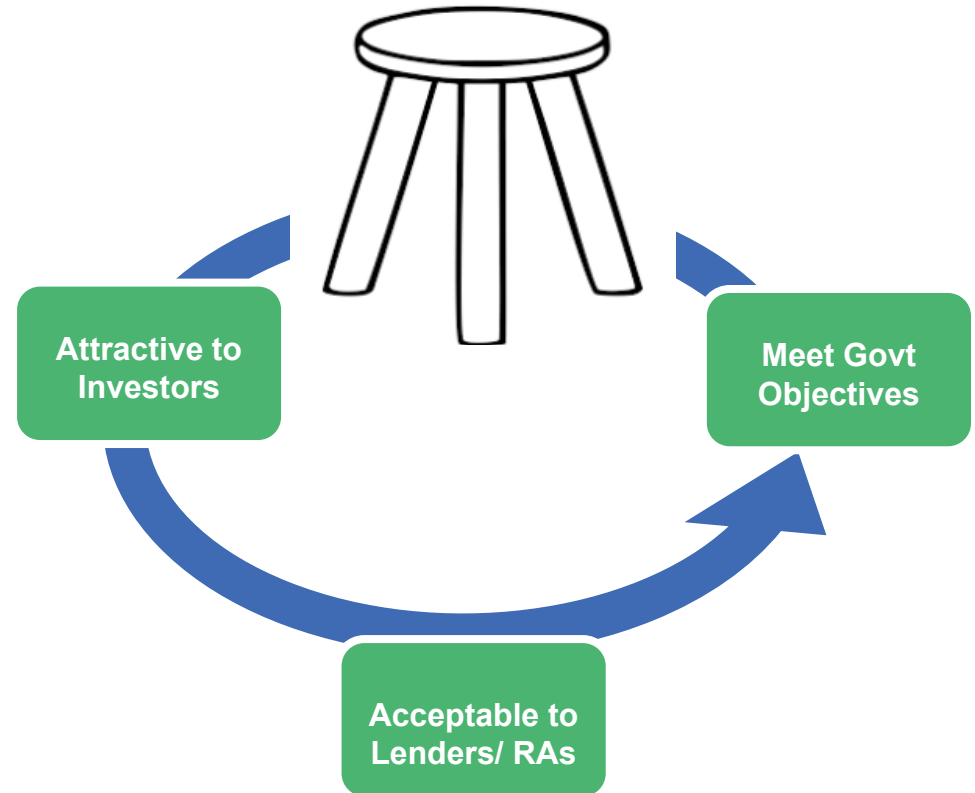 Attractive to
Investors
Meet Govt
Objectives
Acceptable to
Lenders/ RAs